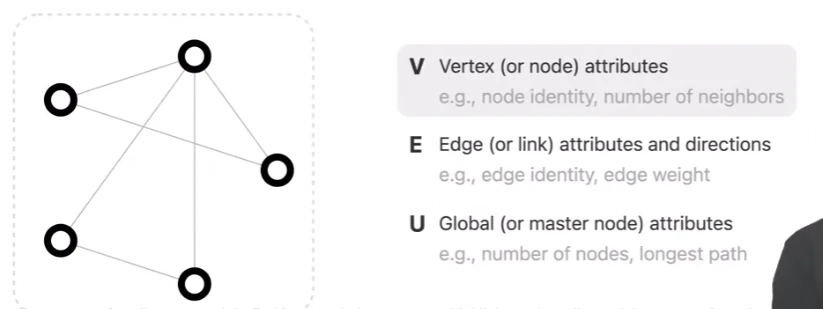 V Vertex (or node) attributes
e.g., node identity, number of neighbors
E Edge (or link) attributes and directions
e.g., edge identity, edge weight
U Global (or master node) attributes
e.g., number of nodes, longest path